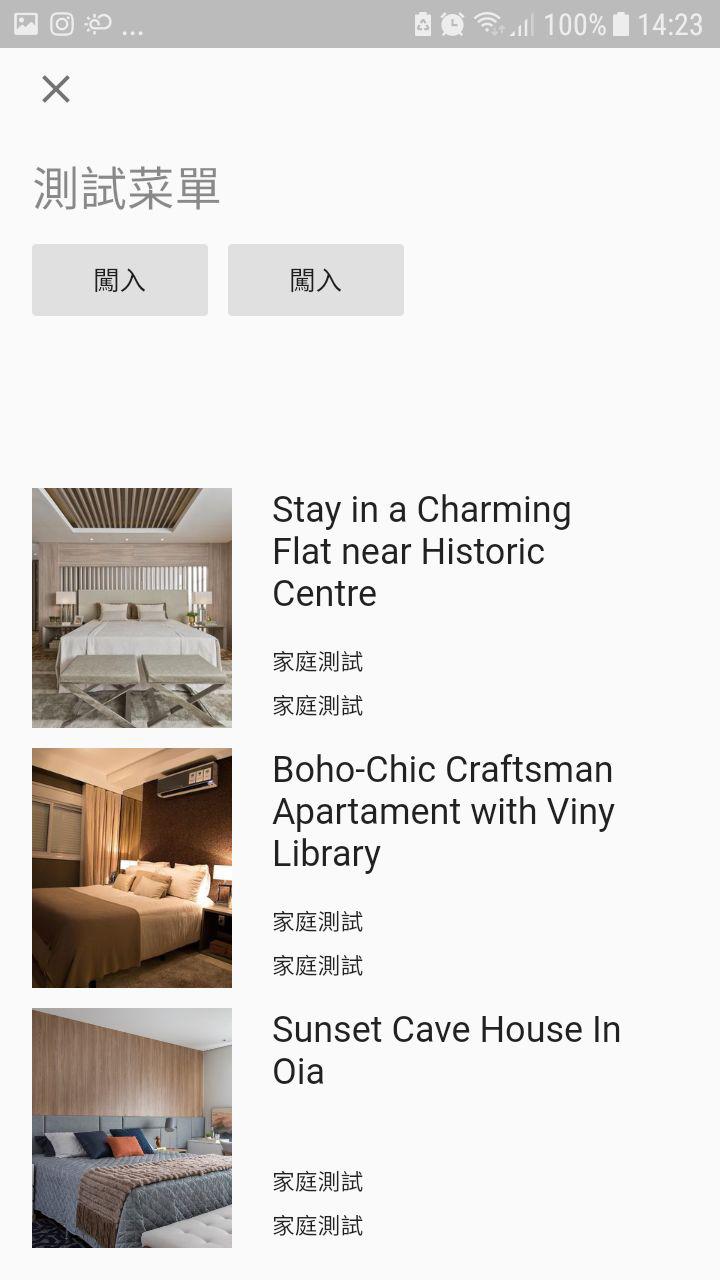 ... 100% 14:23
測試菜單
闖入 闖入
Stay in a Charming
Flat near Historic
Centre
家庭測試
家庭測試
Boho-Chic Craftsman
Apartament with Viny
Library
家庭測試
家庭測試
Sunset Cave House In
Oia
家庭測試
家庭測試